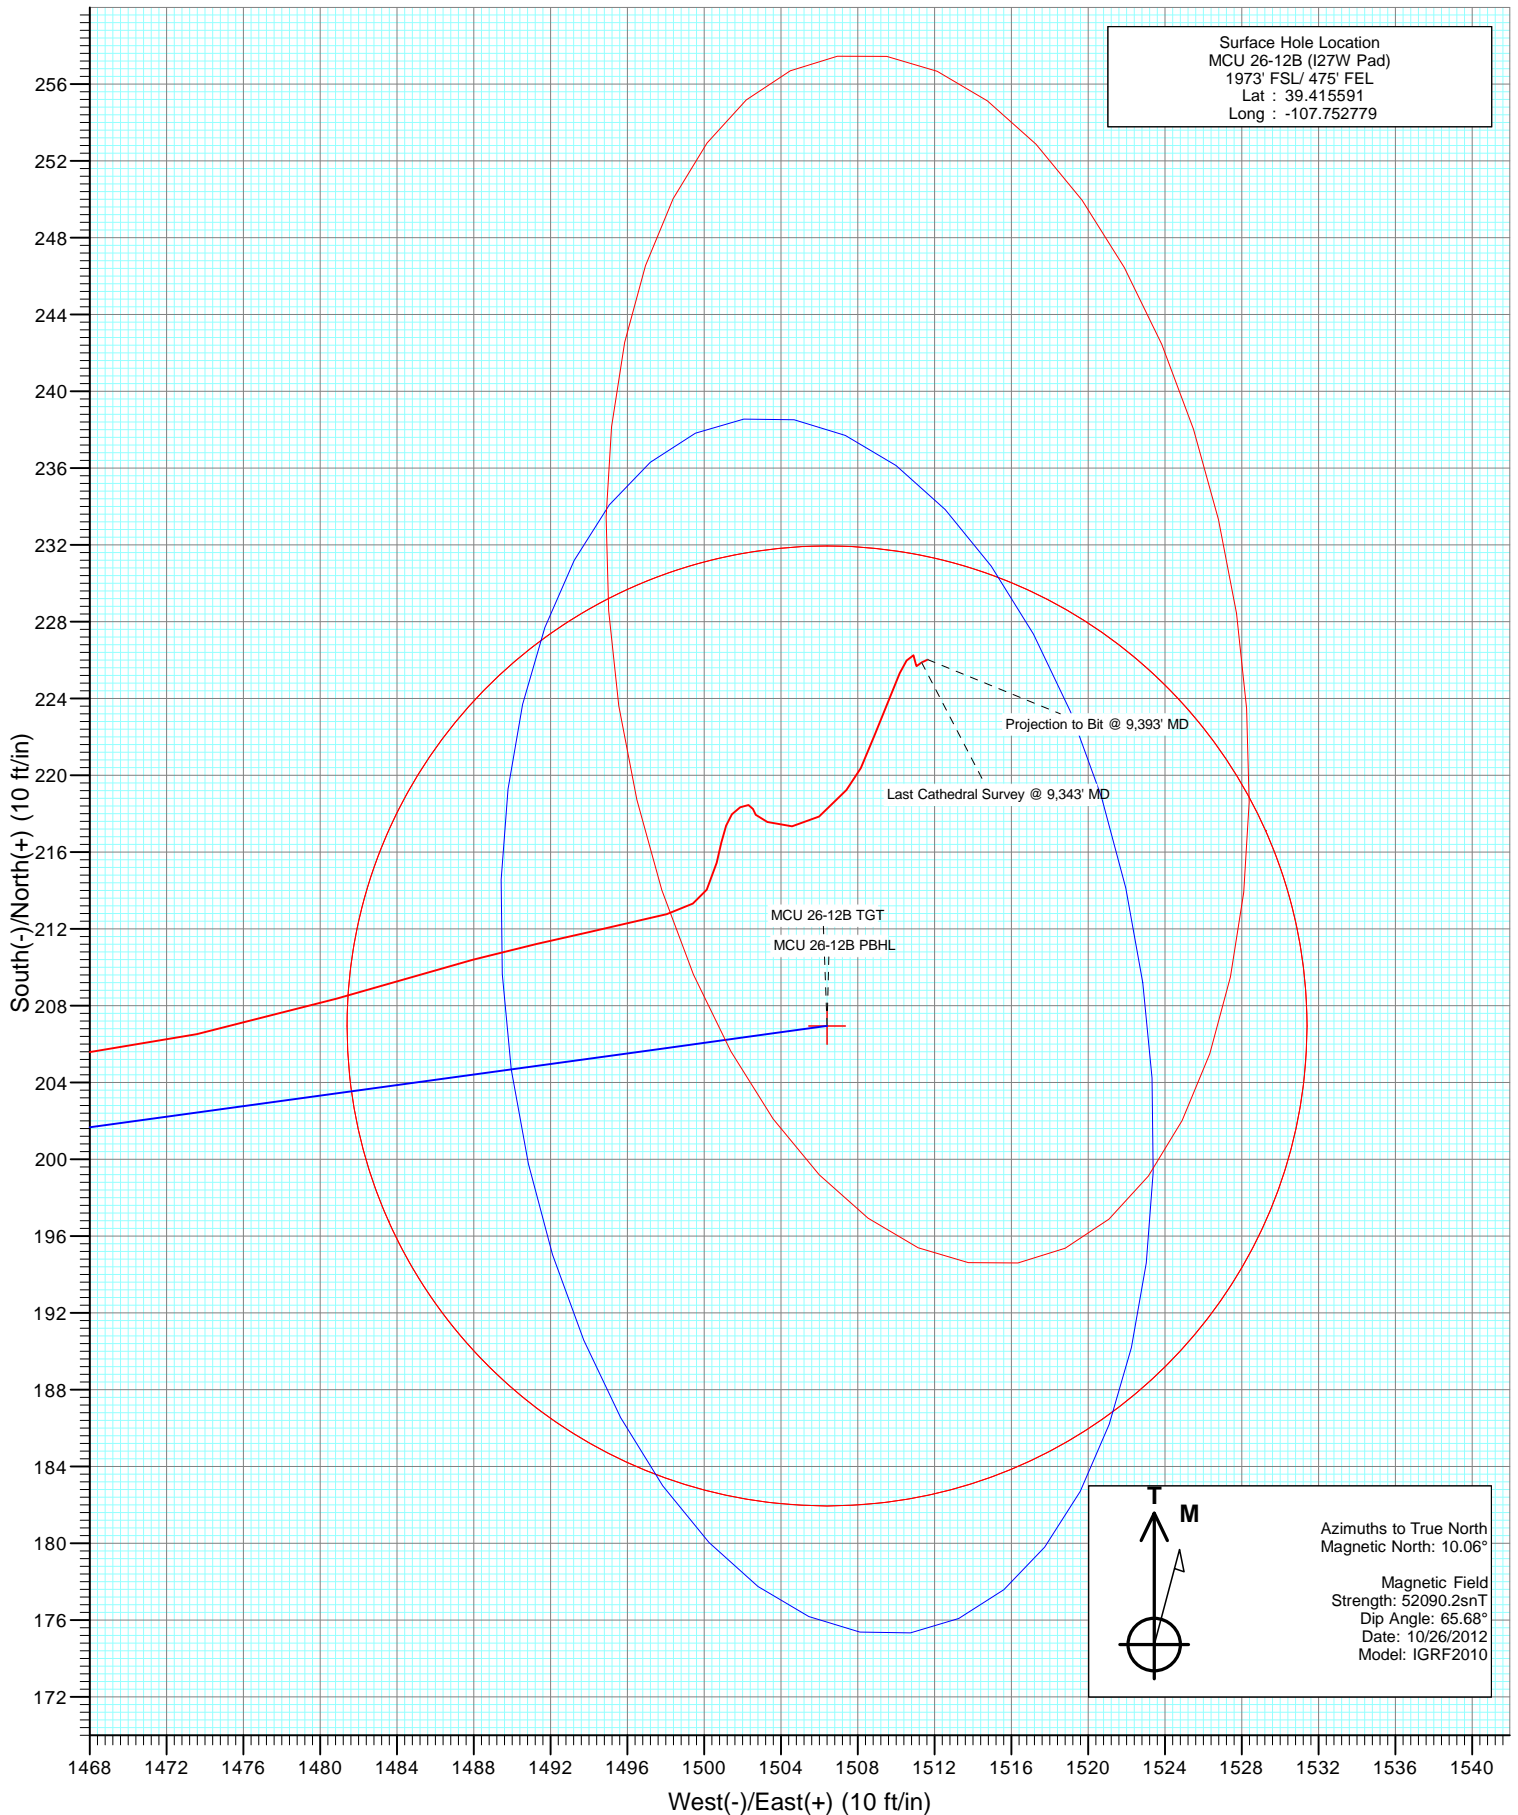 Surface Hole Location
MCU 26-12B (I27W Pad)
1973' FSL/ 475' FEL
Lat : 39.415591
Long : -107.752779
256
252
248
244
240
236
232
228
224
220
216
212
208
204
200
196
192
188
184
180
176
172
South(-)/North(+) (10 ft/in)
Projection to Bit @ 9,393' MD
Last Cathedral Survey @ 9,343' MD
MCU 26-12B TGT
MCU 26-12B PBHL
T
M
Azimuths to True North
Magnetic North: 10.06°
Magnetic Field
Strength: 52090.2snT
Dip Angle: 65.68°
Date: 10/26/2012
Model: IGRF2010
1468 1472 1476 1480 1484 1488 1492 1496 1500 1504 1508 1512 1516 1520 1524 1528 1532 1536 1540
West(-)/East(+) (10 ft/in)